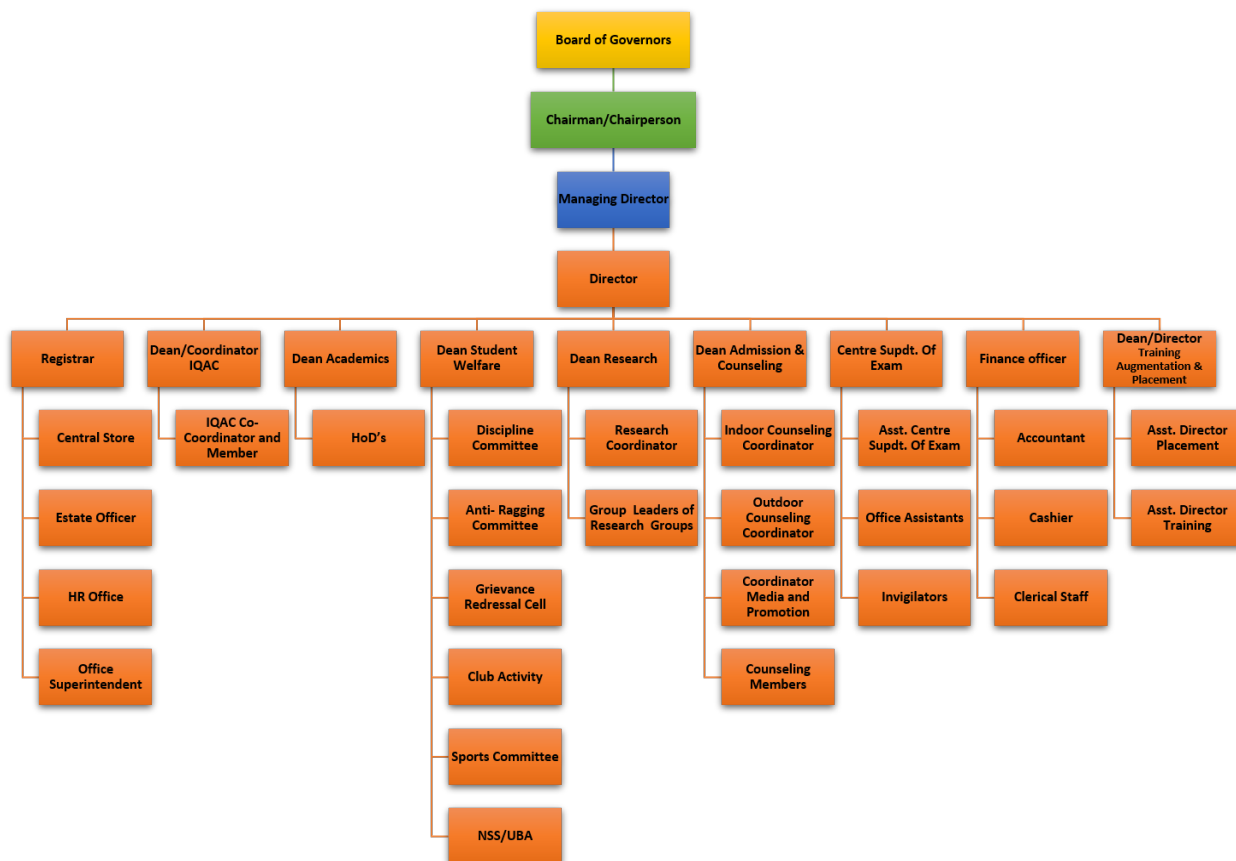 Board of Governors
Chairman/Chairperson
Managing Director
Director
Registrar
Dean/Coordinator
IQAC
Dean Academics
Dean Student
Welfare
Dean Research
Dean Admission &
Counseling
Centre Supdt. Of
Exam
Finance officer
Dean/Director
Training
Augmentation &
Placement
Central Store
Estate Officer
HR Office
Office
Superintendent
IQAC Co-
Coordinator and
Member
HoD's
Discipline
Committee
Anti- Ragging
Committee
Grievance
Redressal Cell
Club Activity
Sports Committee
NSS/UBA
Research
Coordinator
Group Leaders of
Research Groups
Indoor Counseling
Coordinator
Outdoor
Counseling
Coordinator
Coordinator
Media and
Promotion
Counseling
Members
Asst. Centre
Supdt. Of Exam
Office Assistants
Invigilators
Accountant
Cashier
Clerical Staff
Asst. Director
Placement
Asst. Director
Training